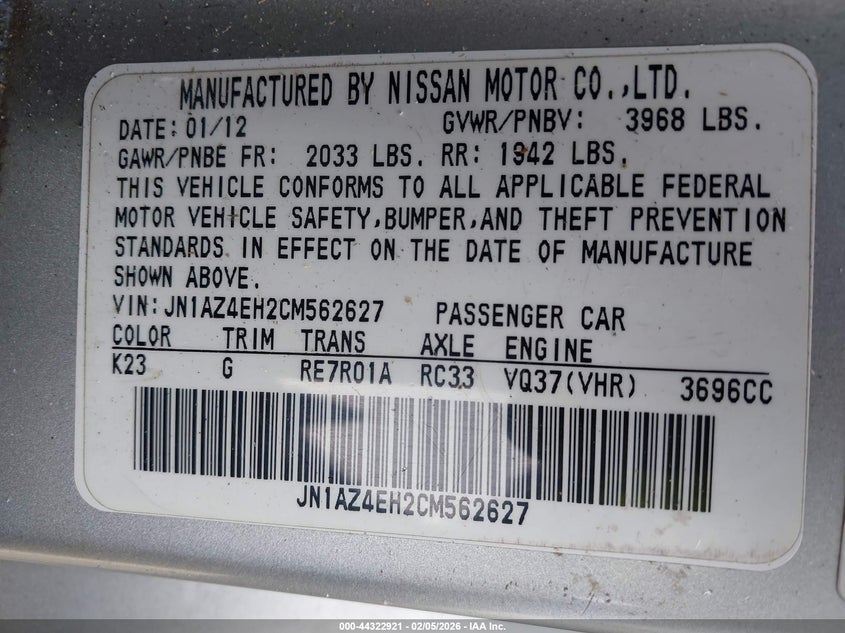 MANUFACTURED BY NISSAN MOTOR CO.,LTD.
DATE: 01/12 GVWR/PNBV: 3968 LBS.
GAWR/PNBE FR: 2033 LBS. RR: 1942 LBS.
THIS VEHICLE CONFORMS TO ALL APPLICABLE FEDERAL
MOTOR VEHICLE SAFETY,BUMPER,AND THEFT PREVENTION
STANDARDS IN EFFECT ON THE DATE OF MANUFACTURE
SHOWN ABOVE.
VIN:JN1AZ4EH2CM562627 PASSENGER CAR
COLOR TRIM TRANS AXLE ENGINE
K23 G RE7R01A RC33 VQ37(VHR) 3696CC
JN1AZ4EH2CM562627
000-44322921 - 02/05/2026 - IAA Inc.